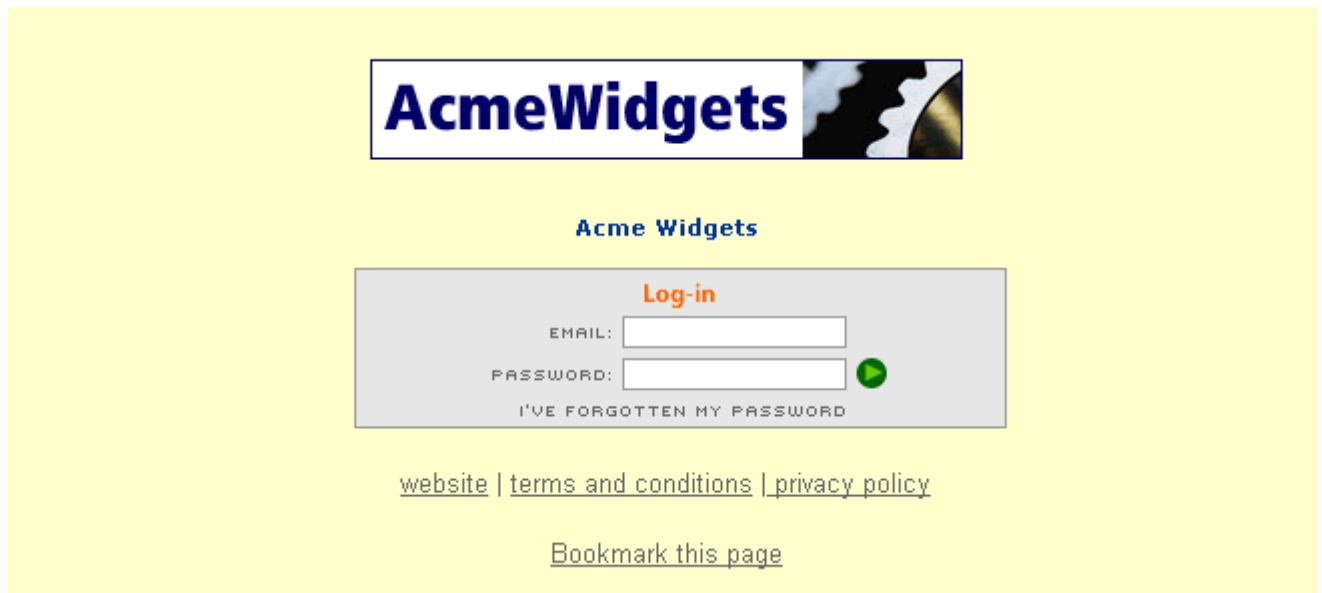 AcmeWidgets
Acme Widgets
Log-in
EMAIL:
PASSWORD:
I'VE FORGOTTEN MY PASSWORD
website | terms and conditions | privacy policy
Bookmark this page